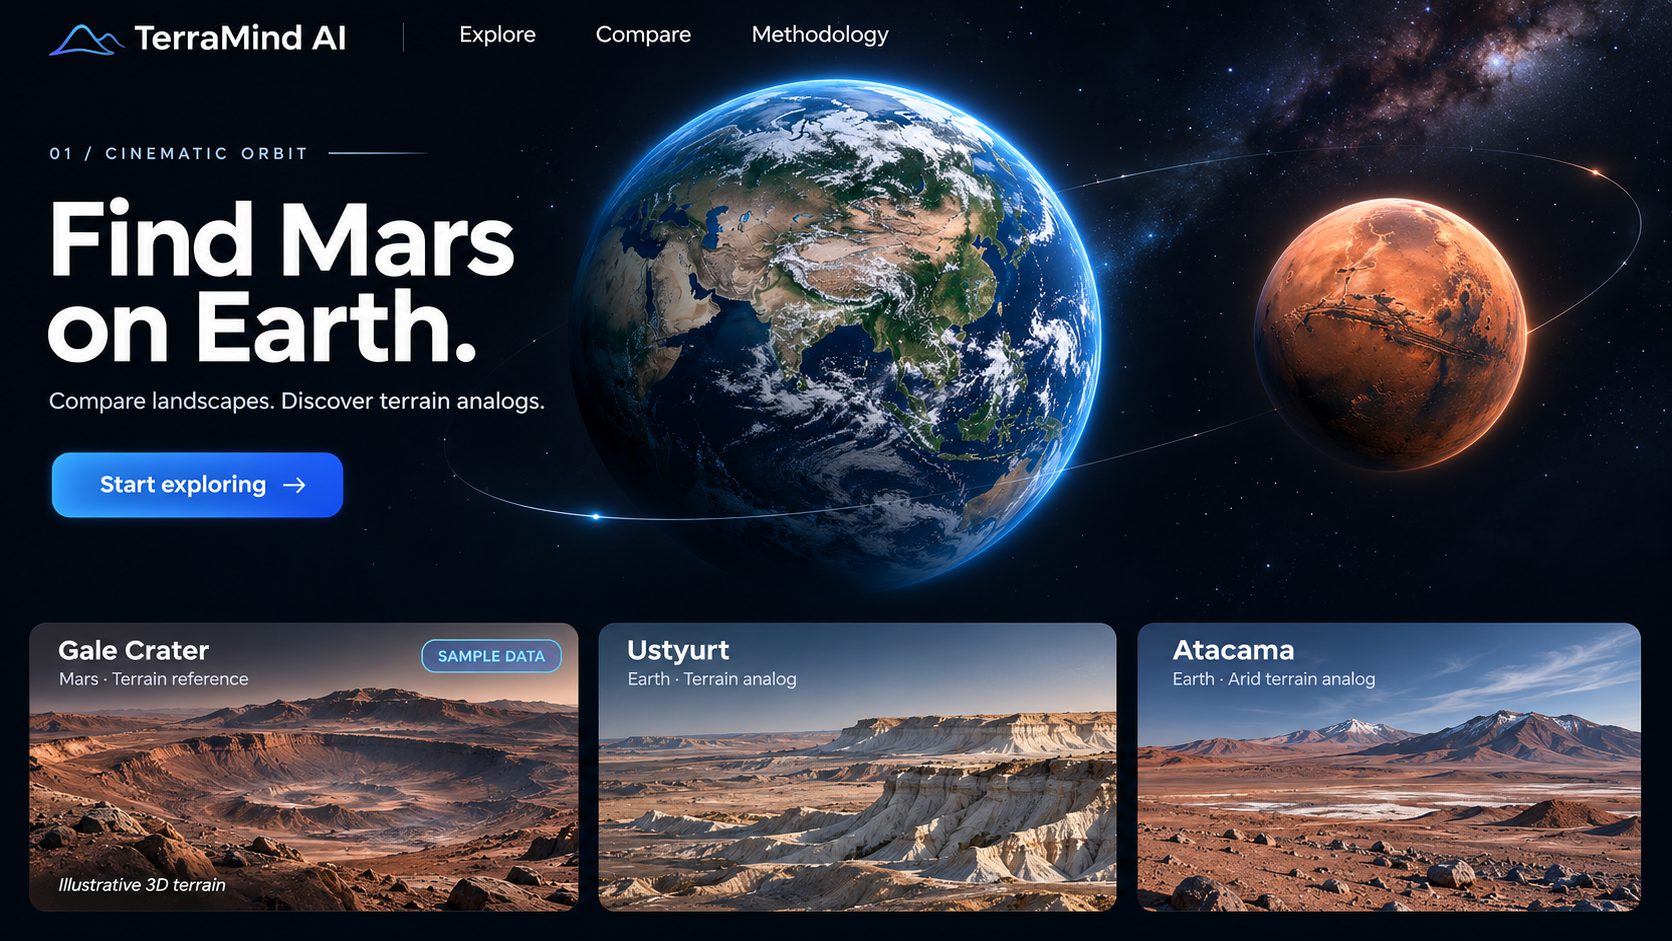 TerraMind AI
Explore
Compare
Methodology
01 / CINEMATIC ORBIT
Find Mars
on Earth.
Compare landscapes. Discover terrain analogs.
Start exploring →
Gale Crater
Mars · Terrain reference
SAMPLE DATA
Illustrative 3D terrain
Ustyurt
Earth · Terrain analog
Atacama
Earth · Arid terrain analog